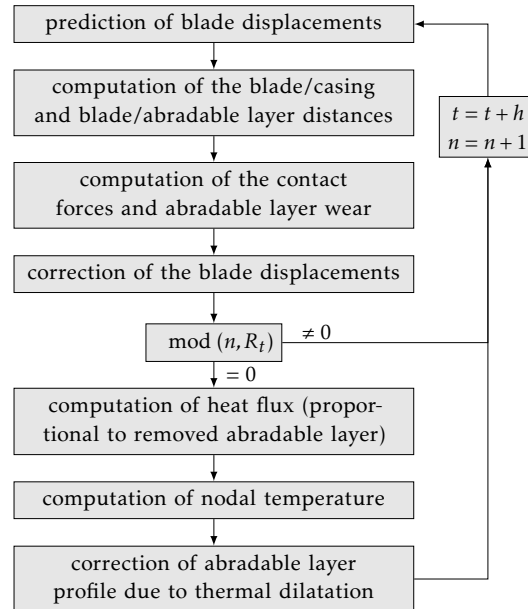 prediction of blade displacements
computation of the blade/casing
and blade/abradable layer distances
t = t + h
n = n + 1
computation of the contact
forces and abradable layer wear
correction of the blade displacements
mod (n, R_t)
≠ 0
= 0
computation of heat flux (propor-
tional to removed abradable layer)
computation of nodal temperature
correction of abradable layer
profile due to thermal dilatation